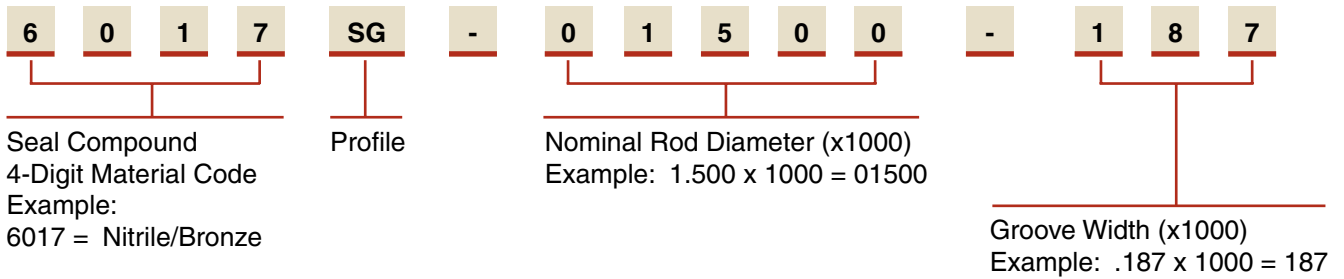 6 0 1 7 SG - 0 1 5 0 0 - 1 8 7
Seal Compound
4-Digit Material Code
Example:
6017 = Nitrile/Bronze
Profile
Nominal Rod Diameter (x1000)
Example: 1.500 x 1000 = 01500
Groove Width (x1000)
Example: .187 x 1000 = 187